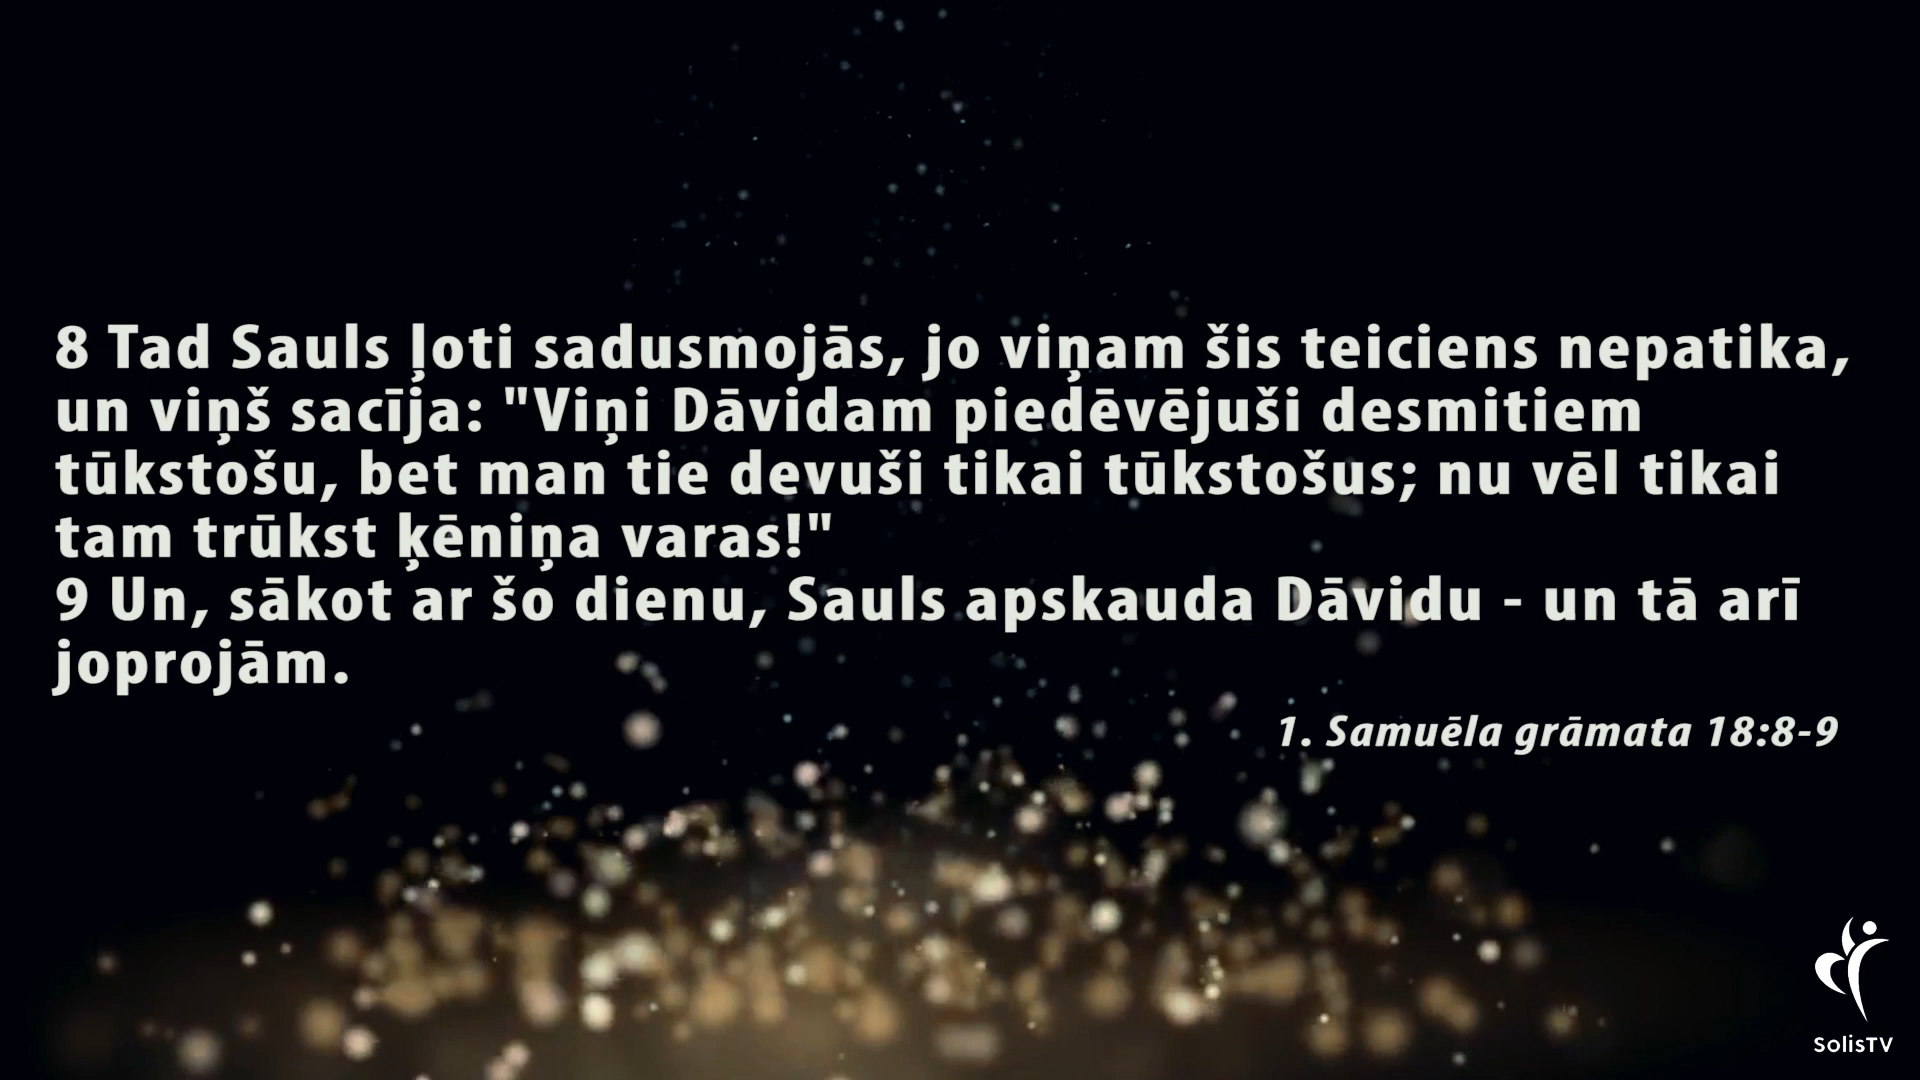 8 Tad Sauls ļoti sadusmojās, jo viņam šis teiciens nepatika,
un viņš sacīja: "Viņi Dāvidam piedēvējuši desmitiem
tūkstošu, bet man tie devuši tikai tūkstošus; nu vēl tikai
tam trūkst ķēniņa varas!"
9 Un, sākot ar šo dienu, Sauls apskauda Dāvidu - un tā arī
joprojām.
1. Samuēla grāmata 18:8-9
SolisTV